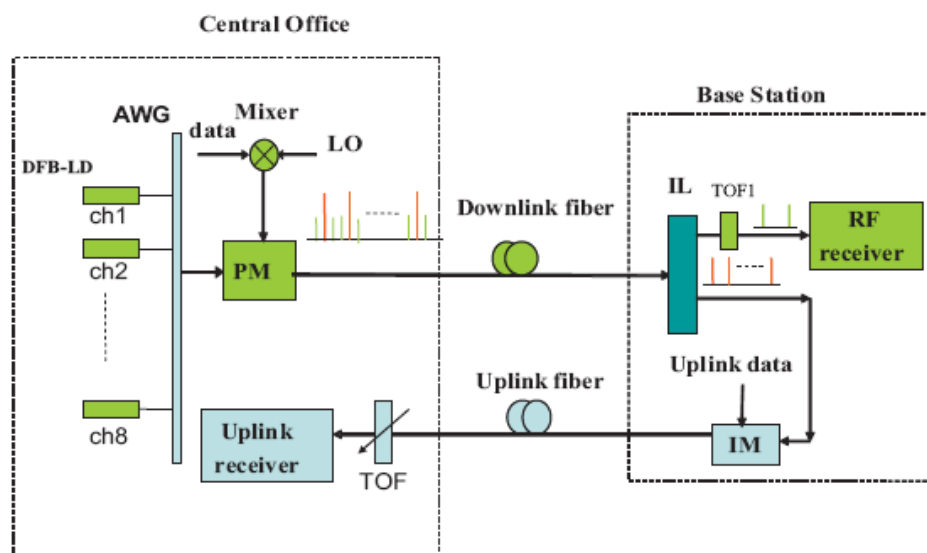 Central Office
Base Station
AWG
data
Mixer
LO
DFB-LD
ch1
ch2
ch8
PM
Downlink fiber
IL
TOF1
RF
receiver
Uplink data
IM
Uplink fiber
TOF
Uplink
receiver